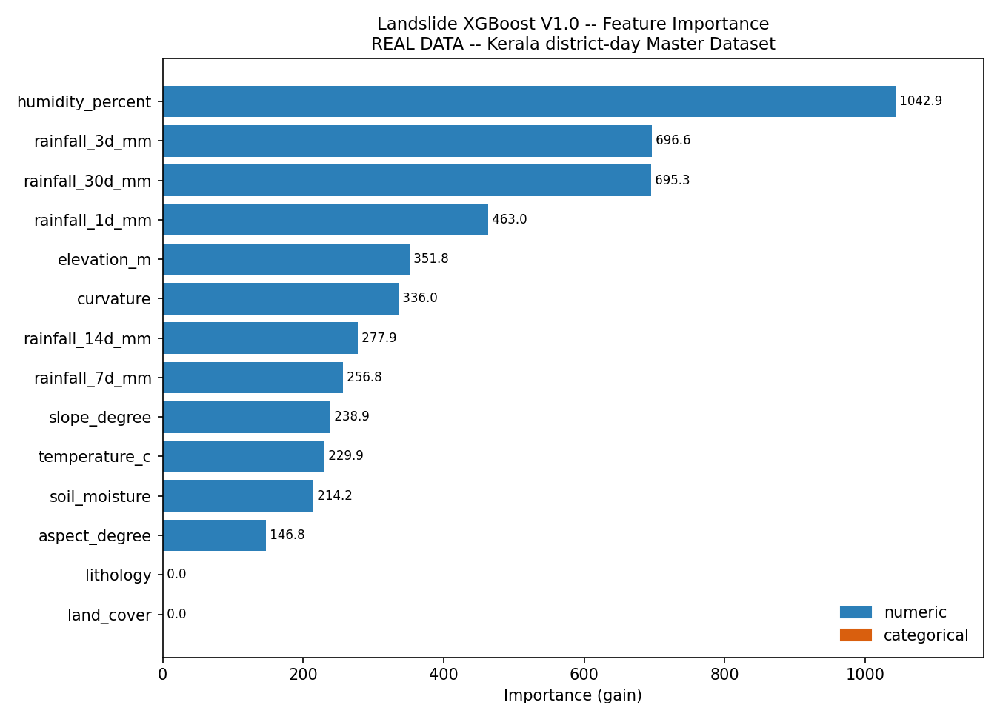 Landslide XGBoost V1.0 -- Feature Importance
REAL DATA -- Kerala district-day Master Dataset
humidity_percent 1042.9
rainfall_3d_mm 696.6
rainfall_30d_mm 695.3
rainfall_1d_mm 463.0
elevation_m 351.8
curvature 336.0
rainfall_14d_mm 277.9
rainfall_7d_mm 256.8
slope_degree 238.9
temperature_c 229.9
soil_moisture 214.2
aspect_degree 146.8
lithology 0.0
land_cover 0.0
numeric
categorical
0 200 400 600 800 1000
Importance (gain)